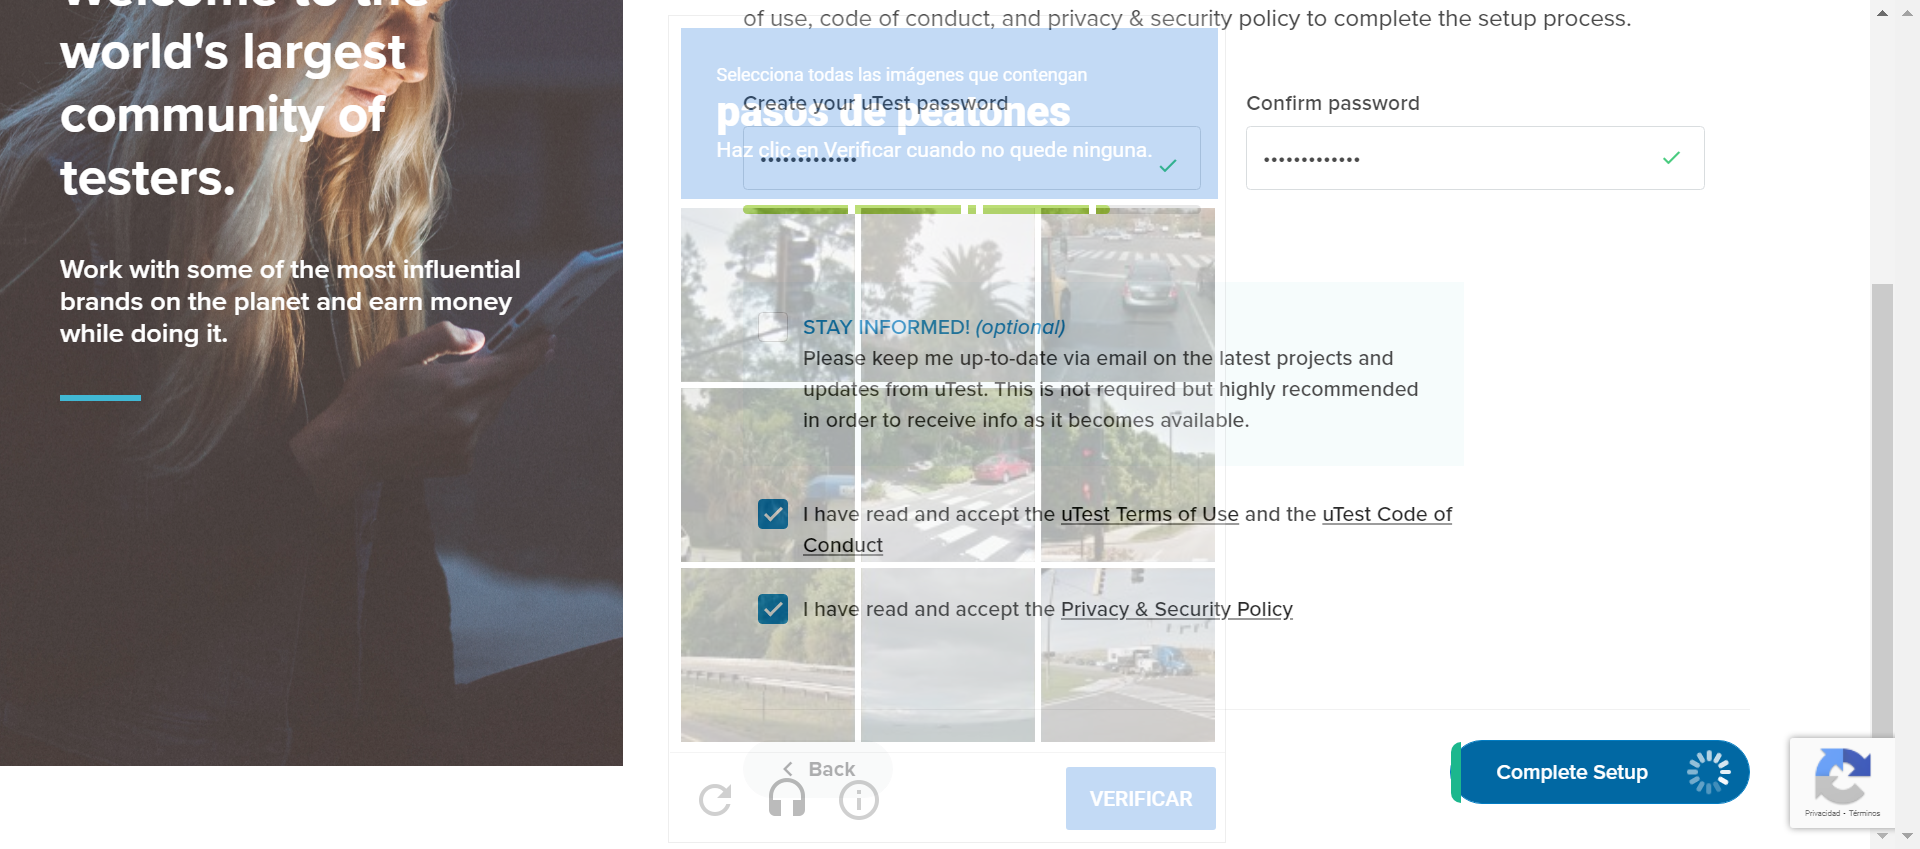 Welcome to the
world's largest
community of
testers.
Work with some of the most influential
brands on the planet and earn money
while doing it.
of use, code of conduct, and privacy & security policy to complete the setup process.
Selecciona todas las imágenes que contengan
pasos de peatones
Haz clic en Verificar cuando no quede ninguna.
Create your uTest password
Confirm password
•••••••••••••
•••••••••••••
STAY INFORMED! (optional)
Please keep me up-to-date via email on the latest projects and
updates from uTest. This is not required but highly recommended
in order to receive info as it becomes available.
I have read and accept the uTest Terms of Use and the uTest Code of
Conduct
I have read and accept the Privacy & Security Policy
Back
VERIFICAR
Complete Setup
Privacidad - Términos